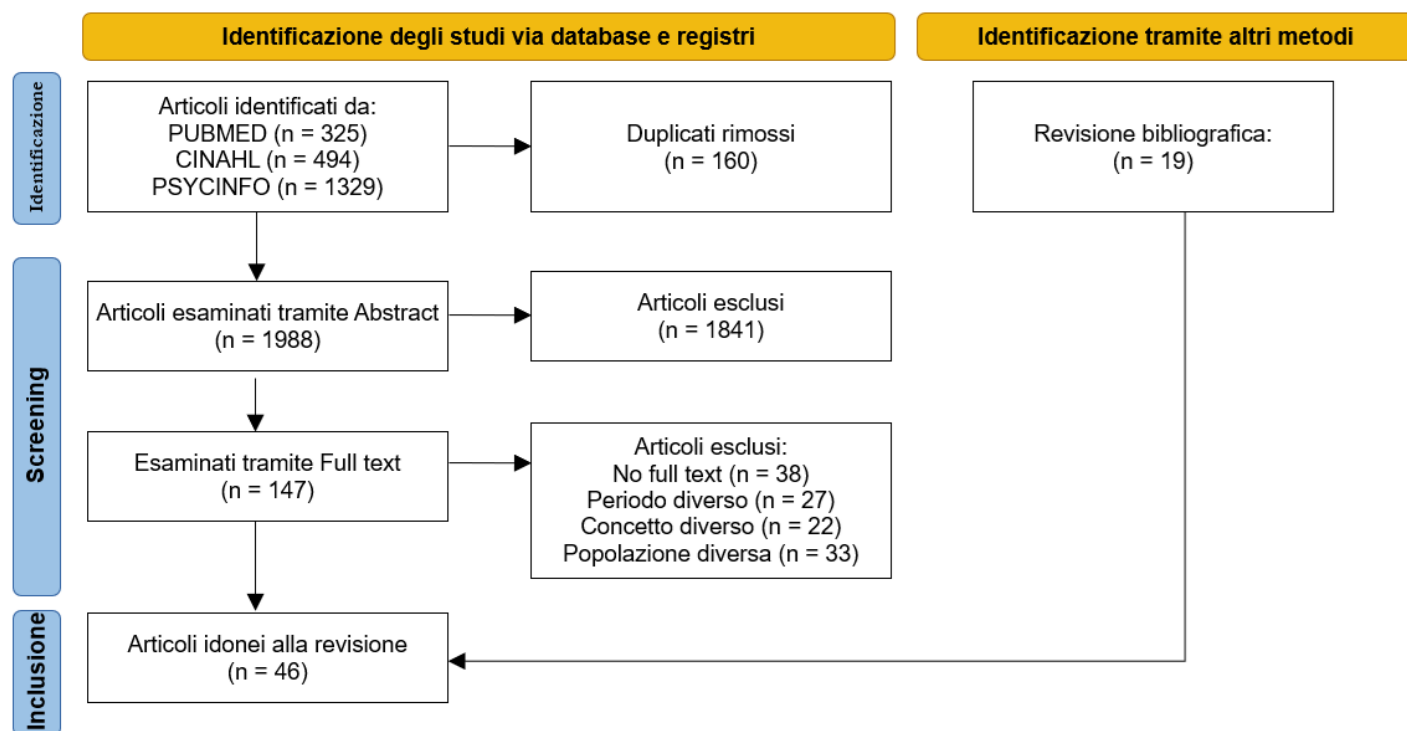 Identificazione degli studi via database e registri
Identificazione tramite altri metodi
Identificazione
Articoli identificati da:
PUBMED (n = 325)
CINAHL (n = 494)
PSYCINFO (n = 1329)
Duplicati rimossi
(n = 160)
Revisione bibliografica:
(n = 19)
Screening
Articoli esaminati tramite Abstract
(n = 1988)
Articoli esclusi
(n = 1841)
Esaminati tramite Full text
(n = 147)
Articoli esclusi:
No full text (n = 38)
Periodo diverso (n = 27)
Concetto diverso (n = 22)
Popolazione diversa (n = 33)
Inclusione
Articoli idonei alla revisione
(n = 46)